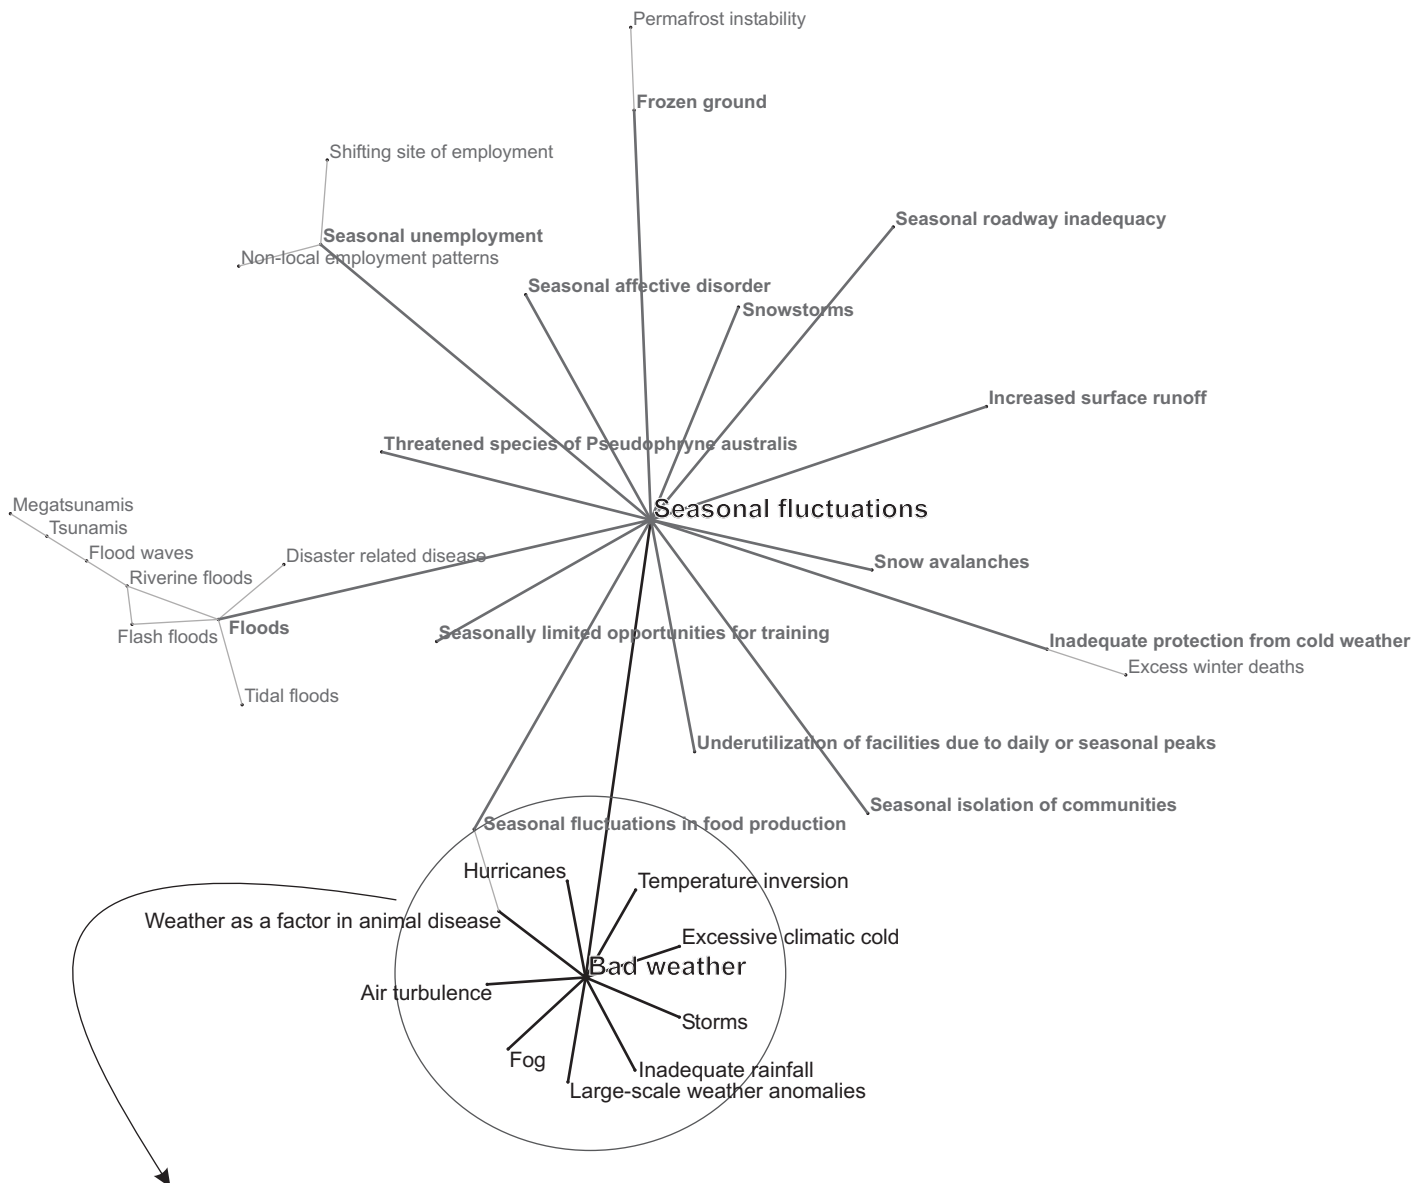 Permafrost instability
Frozen ground
Shifting site of employment
Seasonal roadway inadequacy
Seasonal unemployment
Non-local employment patterns
Seasonal affective disorder
Snowstorms
Increased surface runoff
Threatened species of Pseudophryne australis
Megatsunamis
Seasonal fluctuations
Tsunamis
Flood waves
Disaster related disease
Snow avalanches
Riverine floods
Floods
Flash floods
Seasonally limited opportunities for training
Inadequate protection from cold weather
Excess winter deaths
Tidal floods
Underutilization of facilities due to daily or seasonal peaks
Seasonal isolation of communities
Seasonal fluctuations in food production
Hurricanes
Temperature inversion
Weather as a factor in animal disease
Excessive climatic cold
Bad weather
Air turbulence
Storms
Fog
Inadequate rainfall
Large-scale weather anomalies